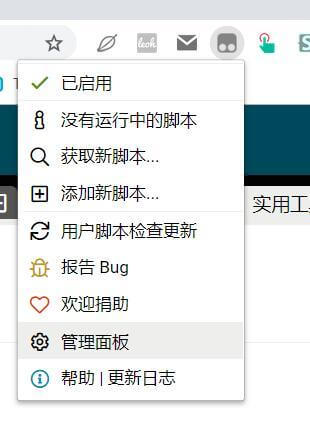 leoh
T
已启用
没有运行中的脚本
获取新脚本...
添加新脚本...
实用工
用户脚本检查更新
报告 Bug
欢迎捐助
管理面板
帮助 | 更新日志